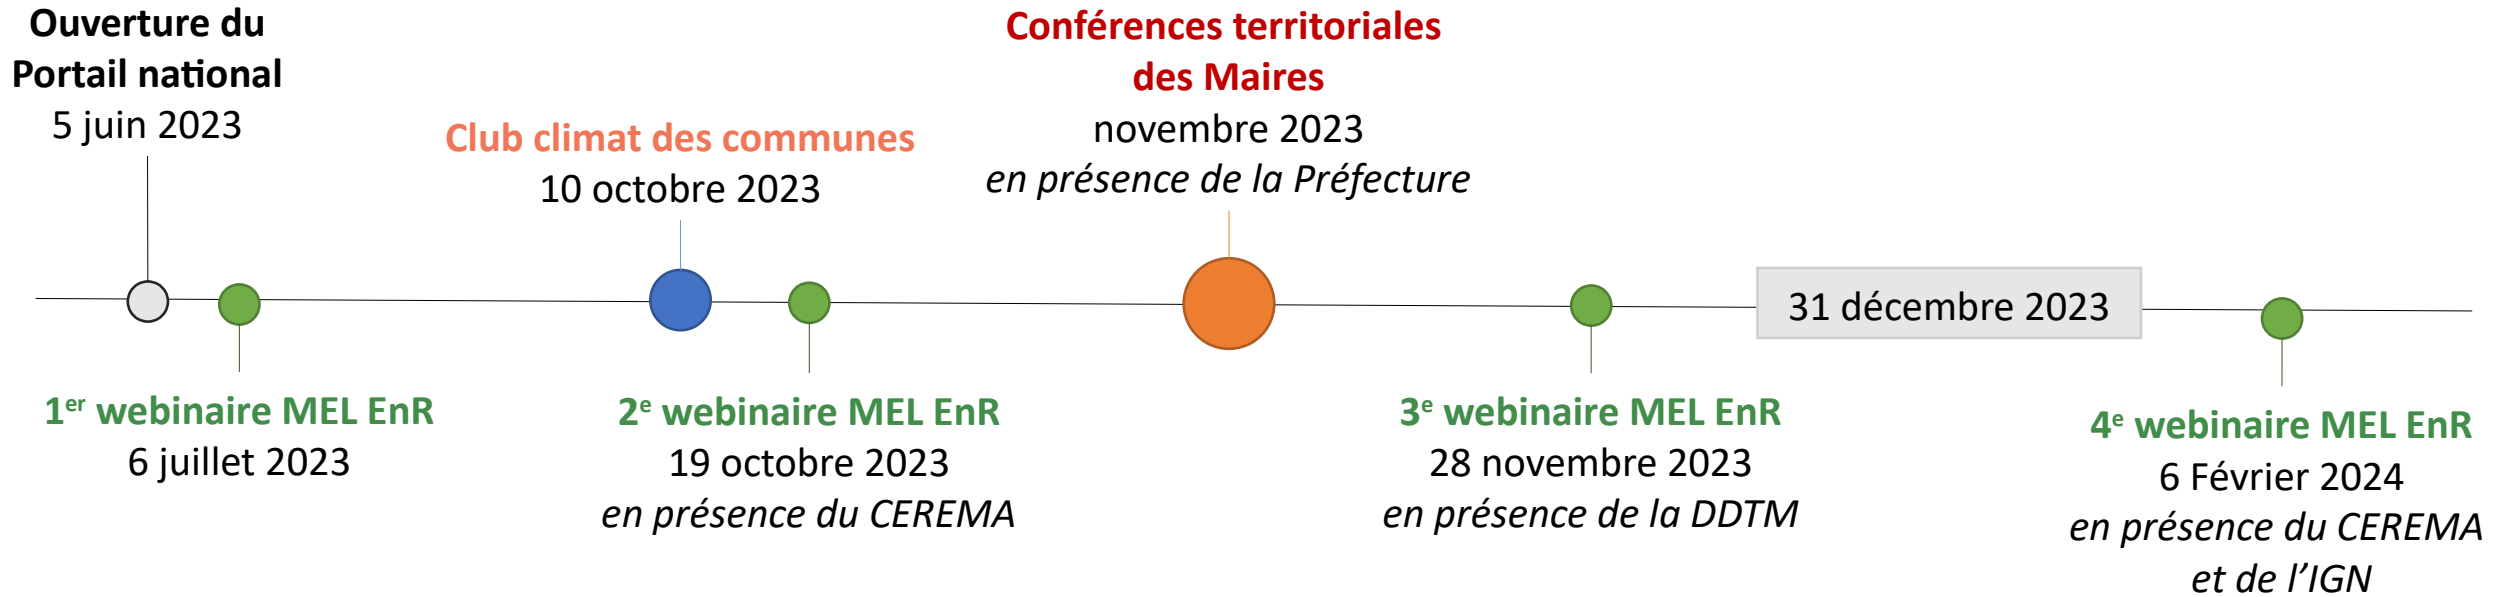 Ouverture du
Portail national
5 juin 2023
Club climat des communes
10 octobre 2023
Conférences territoriales
des Maires
novembre 2023
en présence de la Préfecture
31 décembre 2023
1er webinaire MEL EnR
6 juillet 2023
2e webinaire MEL EnR
19 octobre 2023
en présence du CEREMA
3e webinaire MEL EnR
28 novembre 2023
en présence de la DDTM
4e webinaire MEL EnR
6 Février 2024
en présence du CEREMA
et de l’IGN